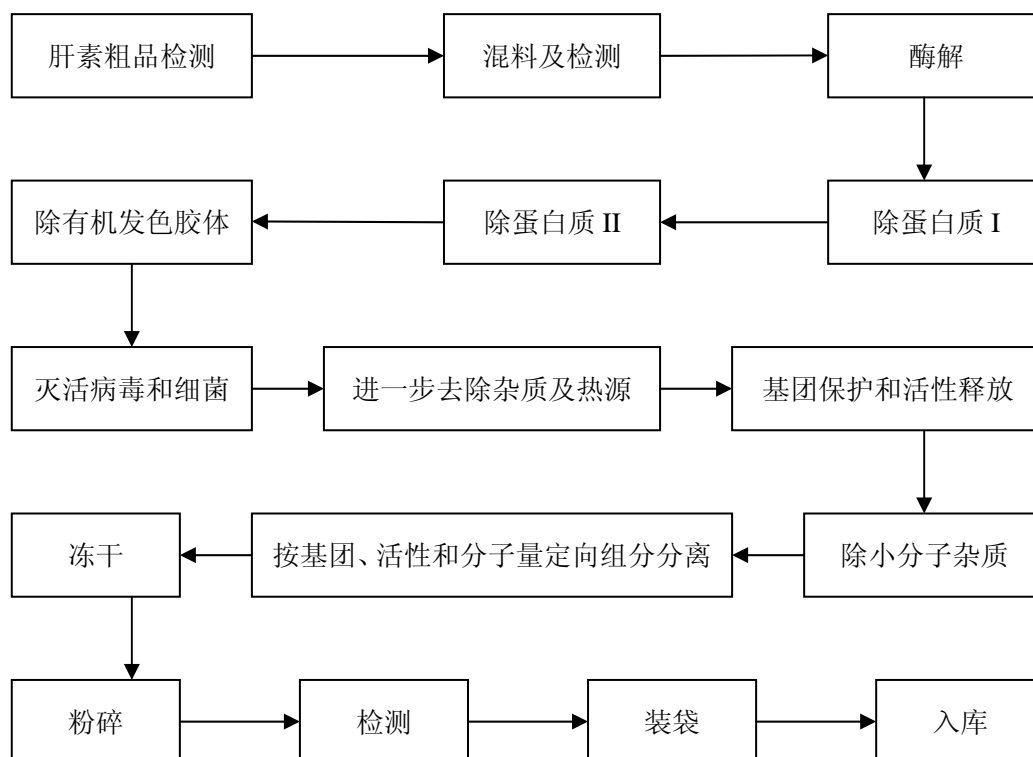 肝素粗品检测
混料及检测
酶解
除蛋白质 I
除蛋白质 II
除有机发色胶体
灭活病毒和细菌
进一步去除杂质及热源
基团保护和活性释放
除小分子杂质
按基团、活性和分子量定向组分分离
冻干
粉碎
检测
装袋
入库